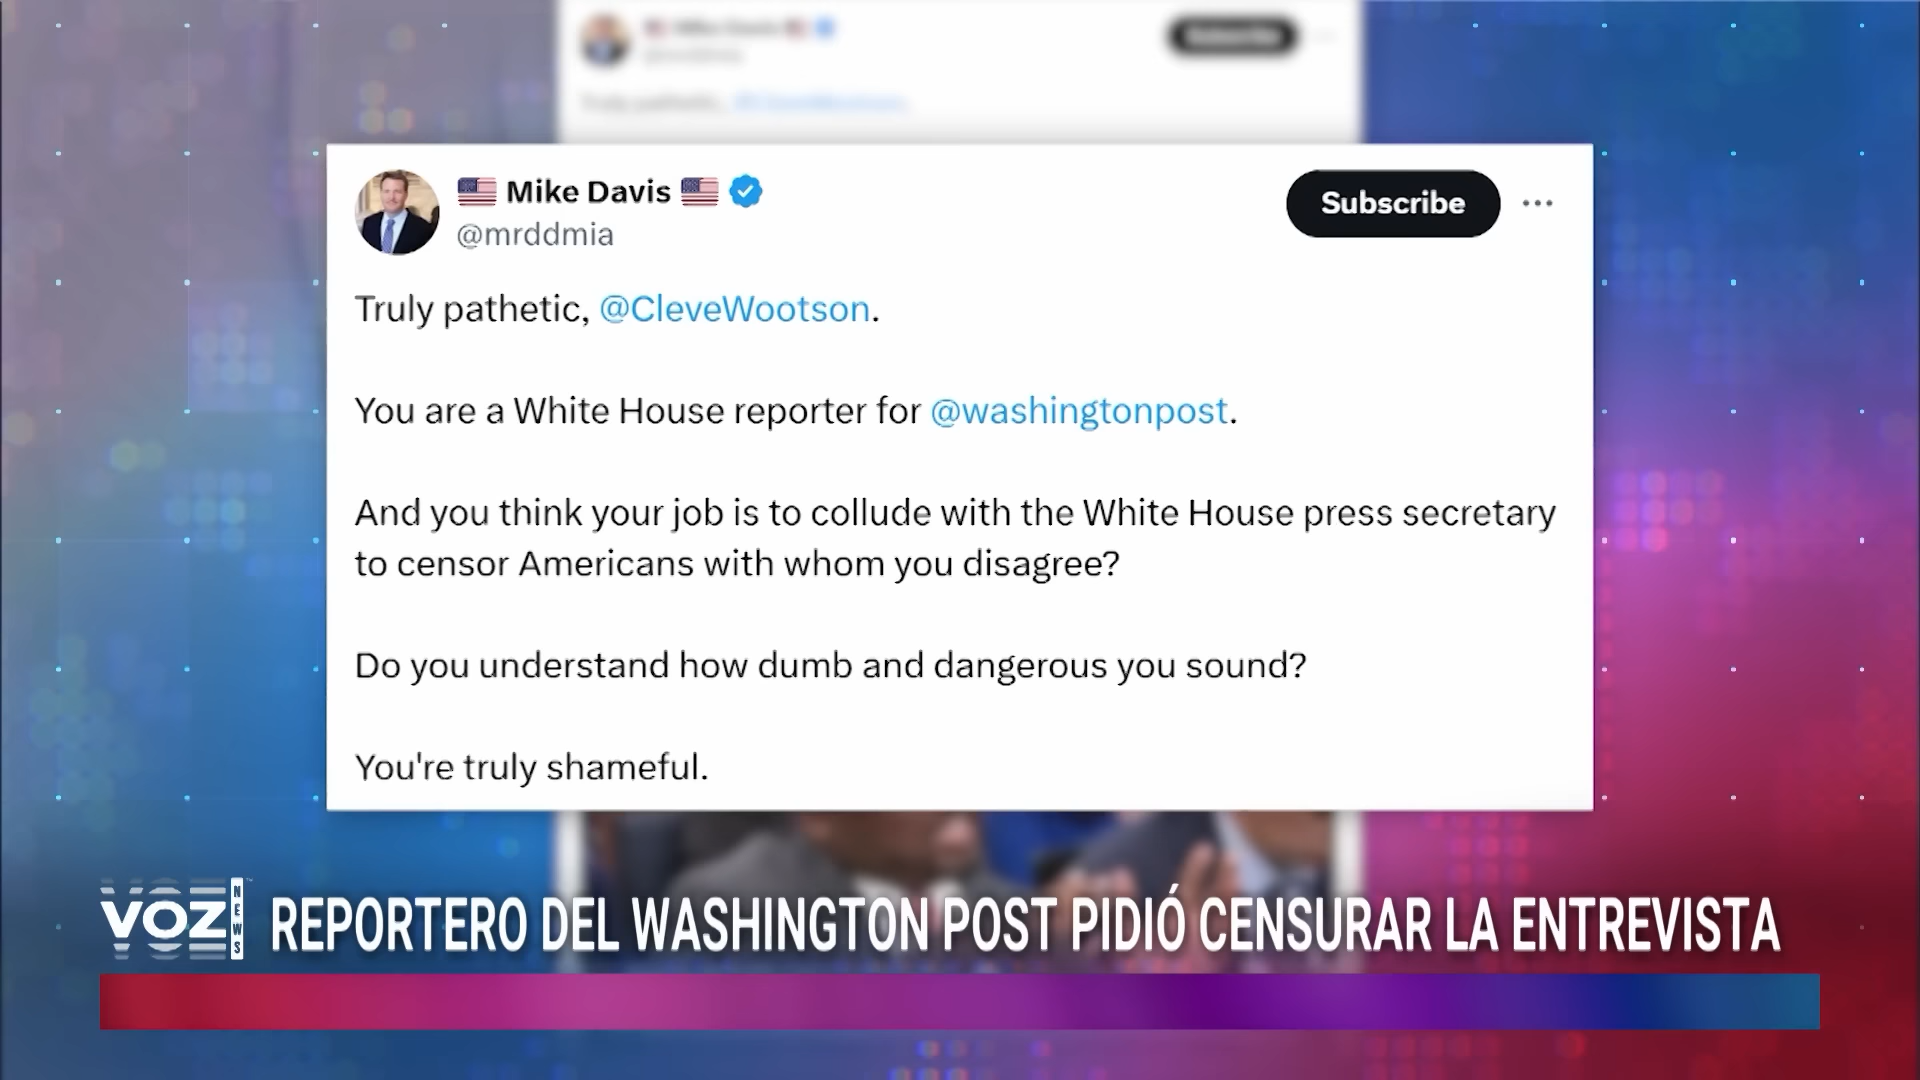 Mike Davis
@mrddmia
Subscribe
Truly pathetic, @CleveWootson.
You are a White House reporter for @washingtonpost.
And you think your job is to collude with the White House press secretary
to censor Americans with whom you disagree?
Do you understand how dumb and dangerous you sound?
You're truly shameful.
VOZ NEWS
REPORTERO DEL WASHINGTON POST PIDIÓ CENSURAR LA ENTREVISTA